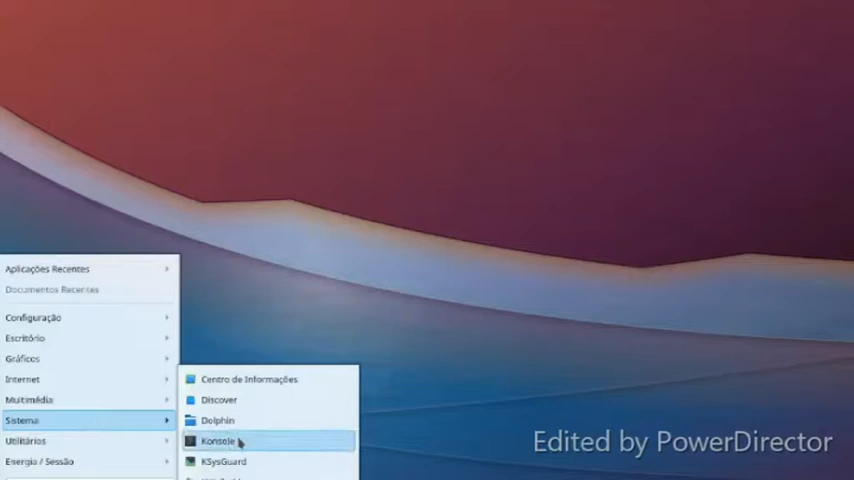 Aplicações Recentes
Documentos Recentes
Configuração
Escritório
Gráficos
Internet
Multimédia
Sistema
Utilitários
Energia / Sessão
Centro de Informações
Discover
Dolphin
Konsole
KSysGuard
Edited by PowerDirector